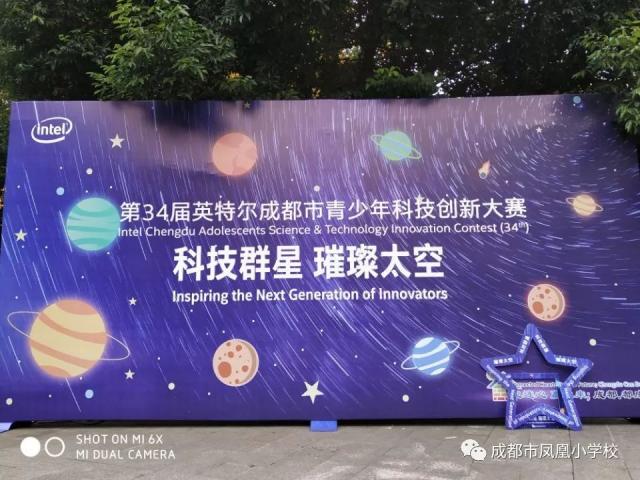 intel
第34届英特尔成都市青少年科技创新大赛
Intel Chengdu Adolescents Science & Technology Innovation Contest (34th)
科技群星 璀璨太空
Inspiring the Next Generation of Innovators
SHOT ON MI 6X
MI DUAL CAMERA
成都市凤凰小学校